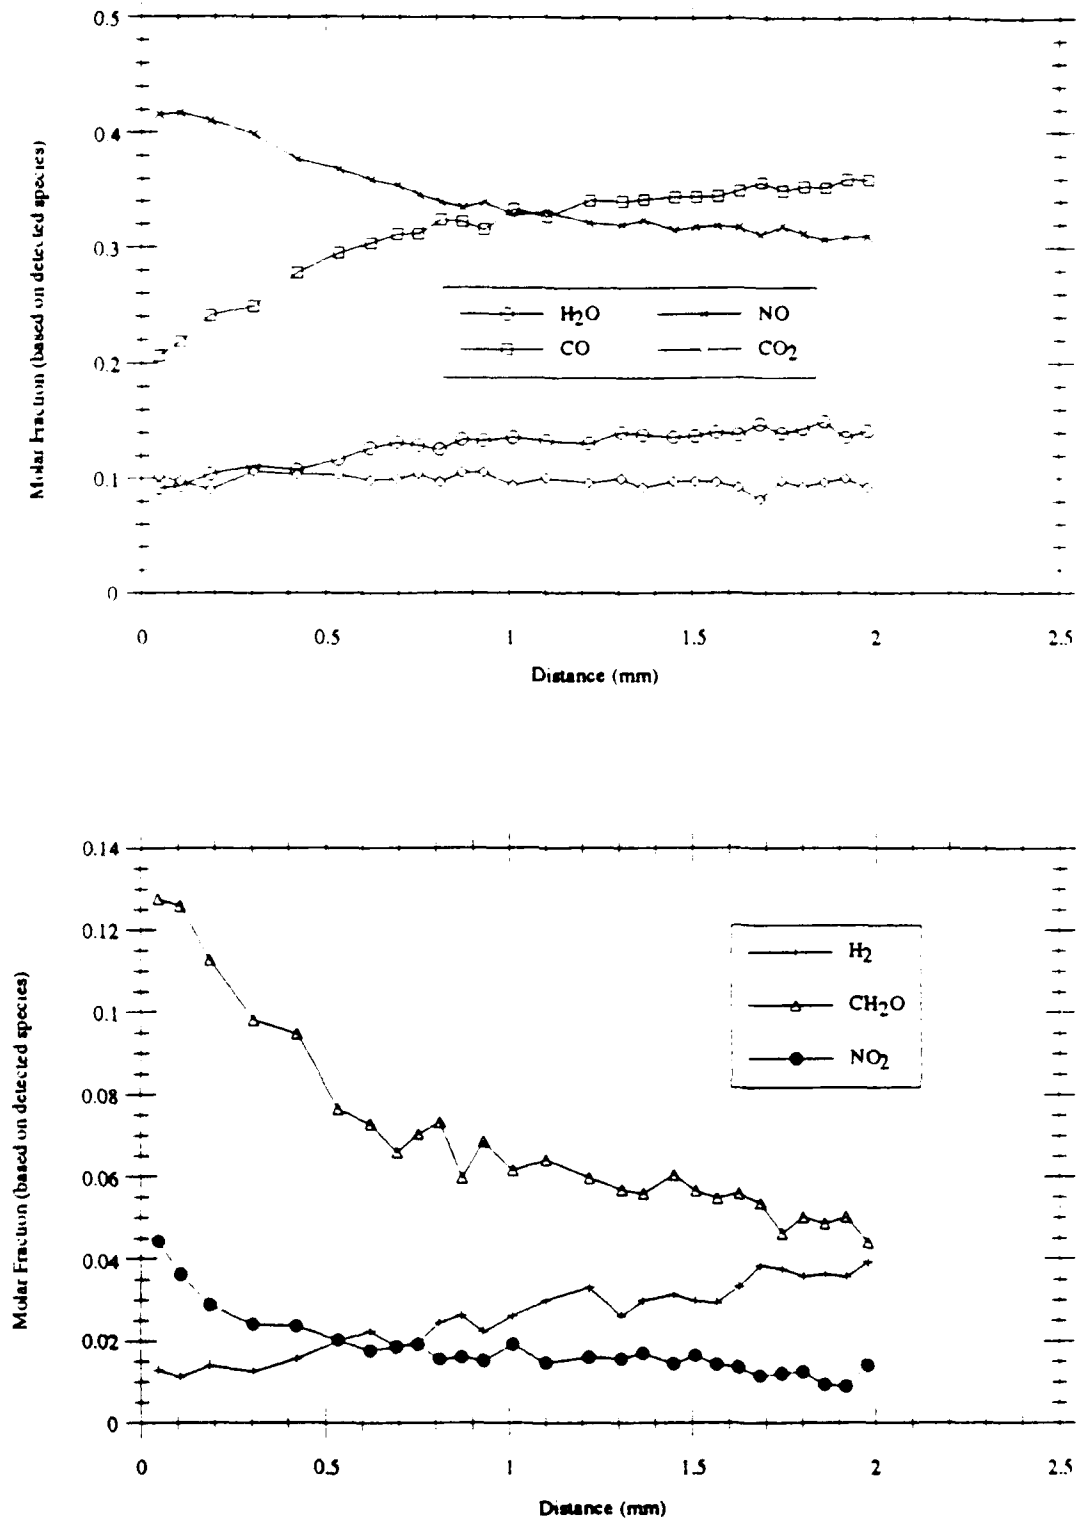 0.5
0.4
0.3
0.2
0.1
0
Molar Fraction (based on detected species)
H2O NO
CO CO2
0 0.5 1 1.5 2 2.5
Distance (mm)
0.14
0.12
0.1
0.08
0.06
0.04
0.02
0
Molar Fraction (based on detected species)
H2
CH2O
NO2
0 0.5 1 1.5 2 2.5
Distance (mm)